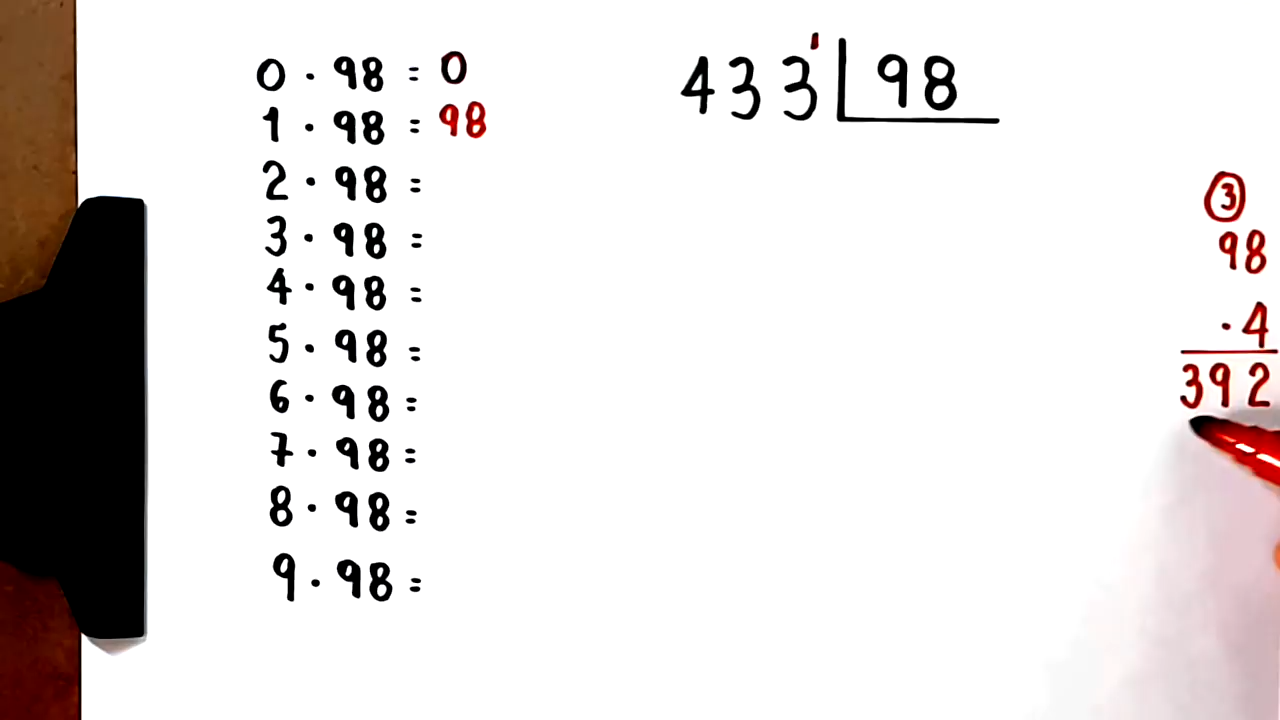 0 · 98 = 0
1 · 98 = 98
2 · 98 =
3 · 98 =
4 · 98 =
5 · 98 =
6 · 98 =
7 · 98 =
8 · 98 =
9 · 98 =
433' 98
3
98
· 4
392